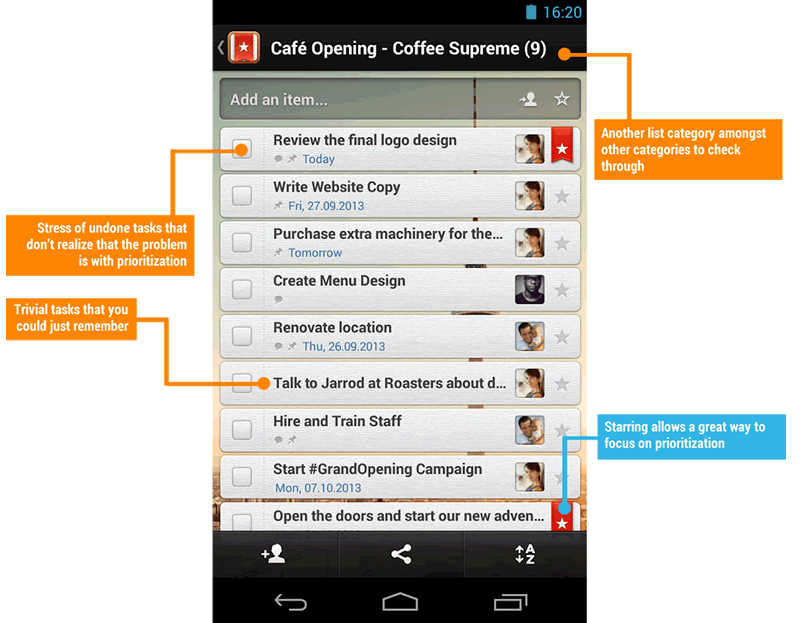 16:20
Café Opening - Coffee Supreme (9)
Add an item...
Another list category amongst
other categories to check
through
Review the final logo design
Today
Write Website Copy
Fri, 27.09.2013
Stress of undone tasks that
don't realize that the problem
is with prioritization
Purchase extra machinery for the...
Tomorrow
Create Menu Design
Trivial tasks that you
could just remember
Renovate location
Thu, 26.09.2013
Talk to Jarrod at Roasters about d...
Hire and Train Staff
Starring allows a great way to
focus on prioritization
Start #GrandOpening Campaign
Mon, 07.10.2013
Open the doors and start our new adven...
A
Z